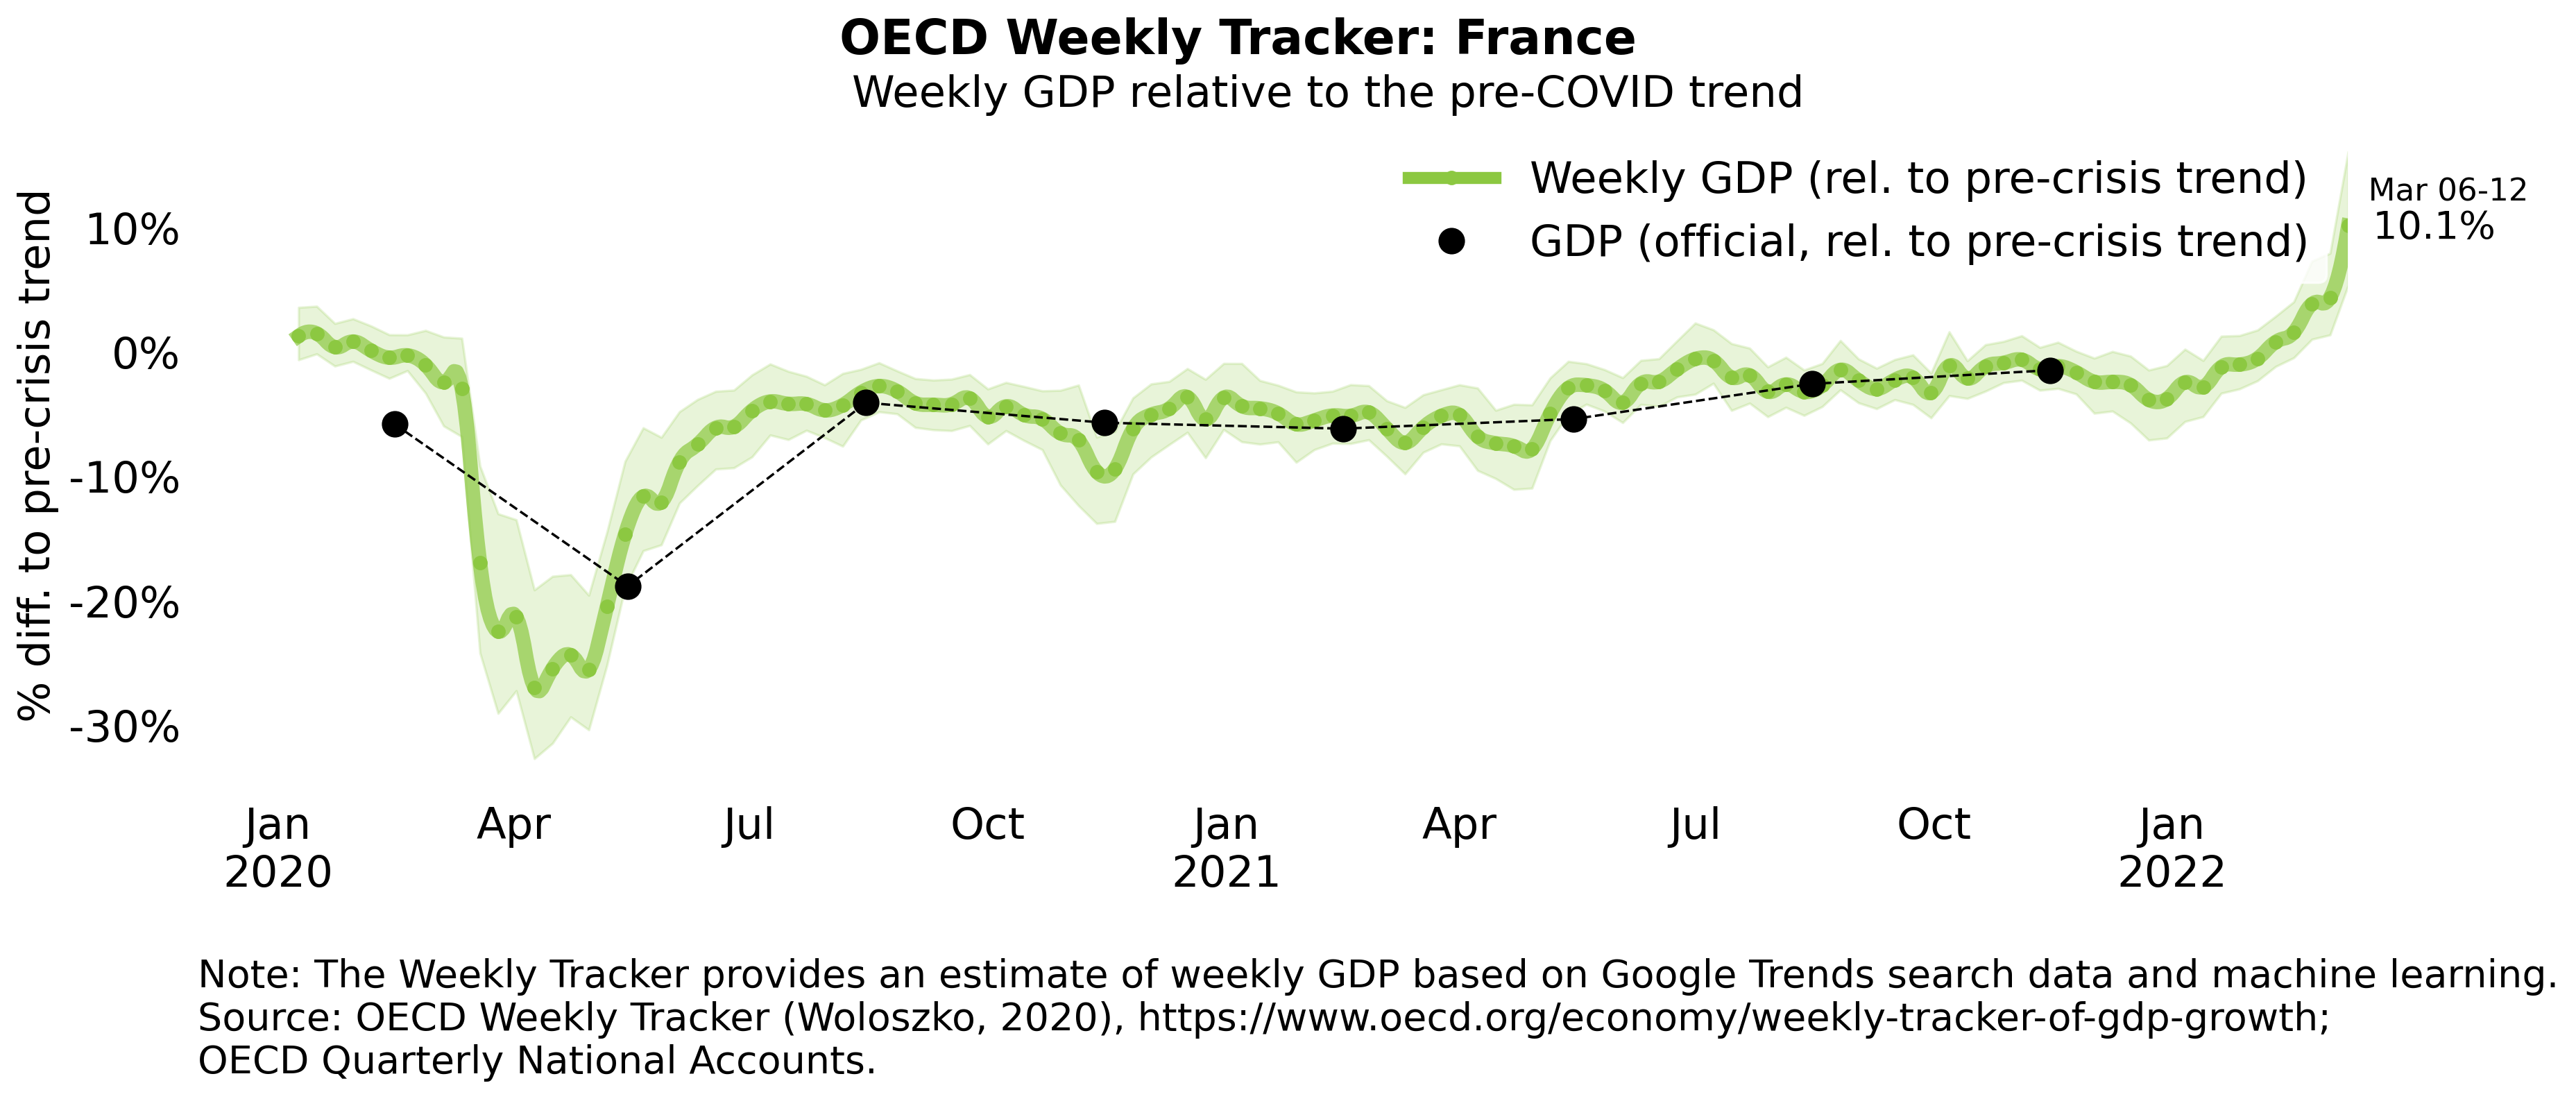 OECD Weekly Tracker: France
Weekly GDP relative to the pre-COVID trend
Weekly GDP (rel. to pre-crisis trend)
GDP (official, rel. to pre-crisis trend)
Mar 06-12
10.1%
% diff. to pre-crisis trend
10%
0%
-10%
-20%
-30%
Jan
2020
Apr
Jul
Oct
Jan
2021
Apr
Jul
Oct
Jan
2022
Note: The Weekly Tracker provides an estimate of weekly GDP based on Google Trends search data and machine learning.
Source: OECD Weekly Tracker (Woloszko, 2020), https://www.oecd.org/economy/weekly-tracker-of-gdp-growth;
OECD Quarterly National Accounts.